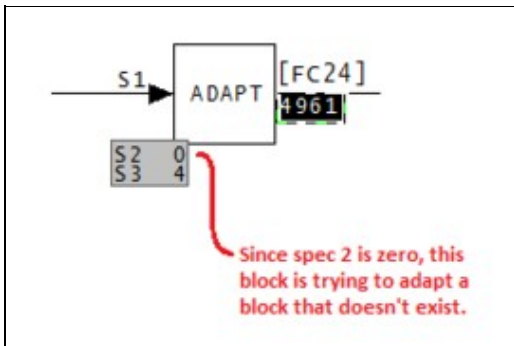 S1
ADAPT
[FC24]
4961
S2 0
S3 4
Since spec 2 is zero, this
block is trying to adapt a
block that doesn't exist.